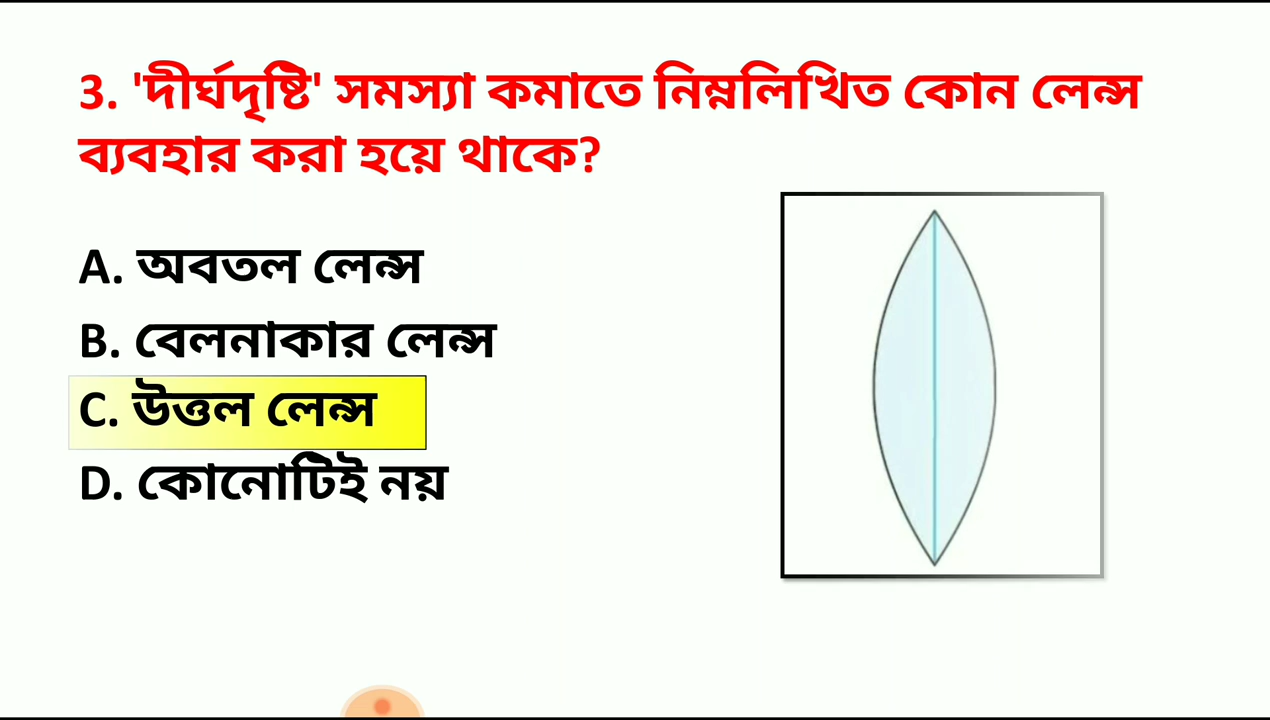 3. 'দীর্ঘদৃষ্টি' সমস্যা কমাতে নিম্নলিখিত কোন লেন্স
ব্যবহার করা হয়ে থাকে?
A. অবতল লেন্স
B. বেলনাকার লেন্স
C. উত্তল লেন্স
D. কোনোটিই নয়